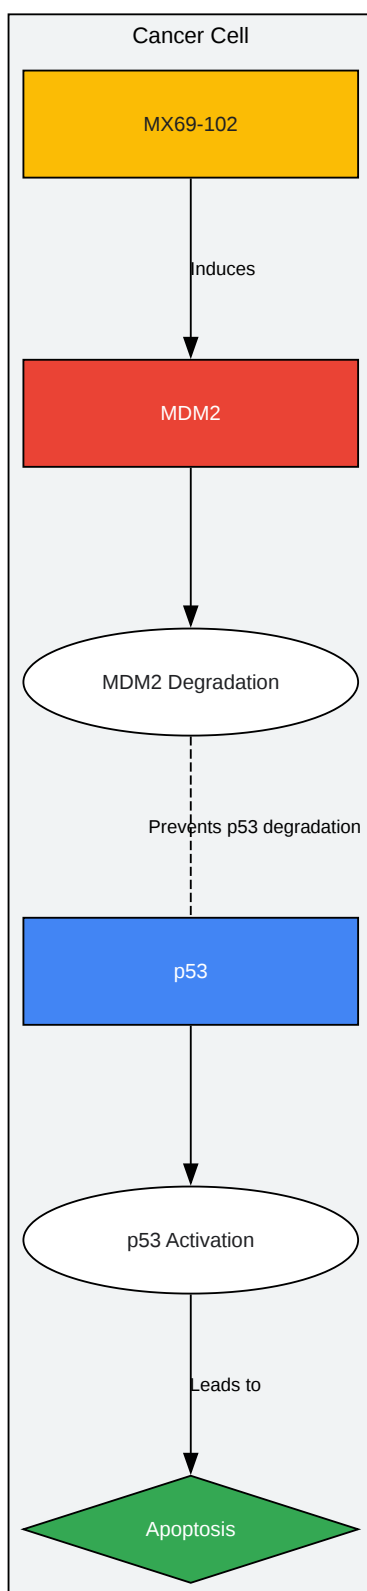 Cancer Cell
MX69-102
Induces
MDM2
MDM2 Degradation
Prevents p53 degradation
p53
p53 Activation
Leads to
Apoptosis